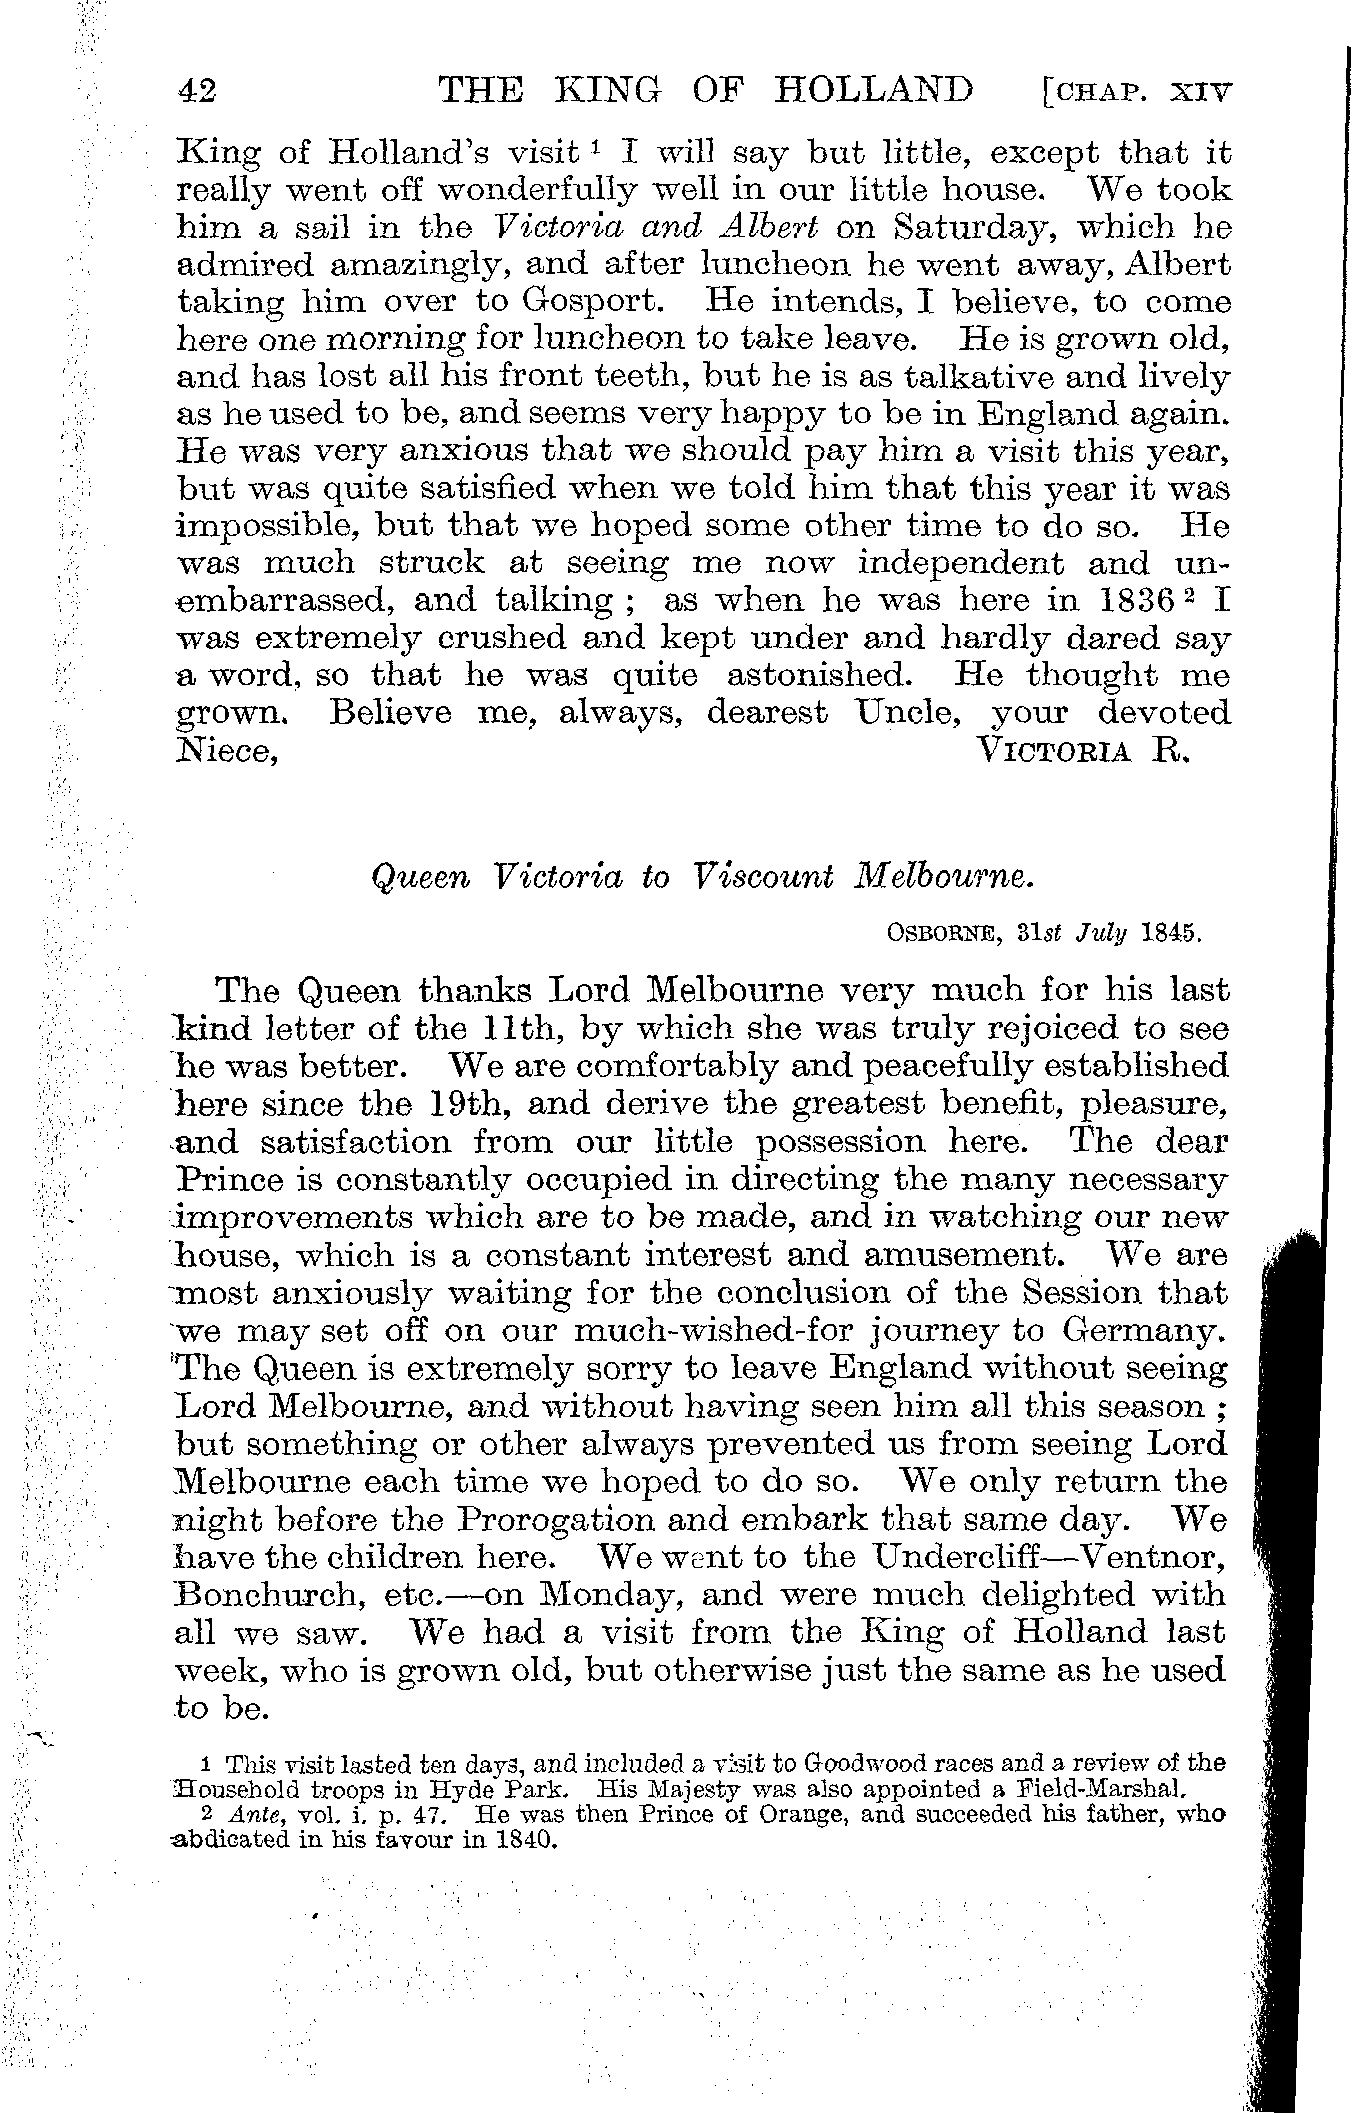 42 THE KING OF HOLLAND [CHAP. XIV
King of Holland's visit 1 I will say but little, except that it
really went off wonderfully well in our little house. We took
him a sail in the Victoria and Albert on Saturday, which he
admired amazingly, and after luncheon he went away, Albert
taking him over to Gosport. He intends, I believe, to come
here one morning for luncheon to take leave. He is grown old,
and has lost all his front teeth, but he is as talkative and lively
as he used to be, and seems very happy to be in England again.
He was very anxious that we should pay him a visit this year,
but was quite satisfied when we told him that this year it was
impossible, but that we hoped some other time to do so. He
was much struck at seeing me now independent and un-
embarrassed, and talking ; as when he was here in 1836 2 I
was extremely crushed and kept under and hardly dared say
a word, so that he was quite astonished. He thought me
grown. Believe me, always, dearest Uncle, your devoted
Niece, VICTORIA R.
Queen Victoria to Viscount Melbourne.
OSBORNE, 31st July 1845.
The Queen thanks Lord Melbourne very much for his last
kind letter of the 11th, by which she was truly rejoiced to see
he was better. We are comfortably and peacefully established
here since the 19th, and derive the greatest benefit, pleasure,
and satisfaction from our little possession here. The dear
Prince is constantly occupied in directing the many necessary
improvements which are to be made, and in watching our new
house, which is a constant interest and amusement. We are
most anxiously waiting for the conclusion of the Session that
we may set off on our much-wished-for journey to Germany.
The Queen is extremely sorry to leave England without seeing
Lord Melbourne, and without having seen him all this season ;
but something or other always prevented us from seeing Lord
Melbourne each time we hoped to do so. We only return the
night before the Prorogation and embark that same day. We
have the children here. We went to the Undercliff—Ventnor,
Bonchurch, etc.—on Monday, and were much delighted with
all we saw. We had a visit from the King of Holland last
week, who is grown old, but otherwise just the same as he used
to be.
1 This visit lasted ten days, and included a visit to Goodwood races and a review of the
Household troops in Hyde Park. His Majesty was also appointed a Field-Marshal.
2 Ante, vol. i. p. 47. He was then Prince of Orange, and succeeded his father, who
abdicated in his favour in 1840.